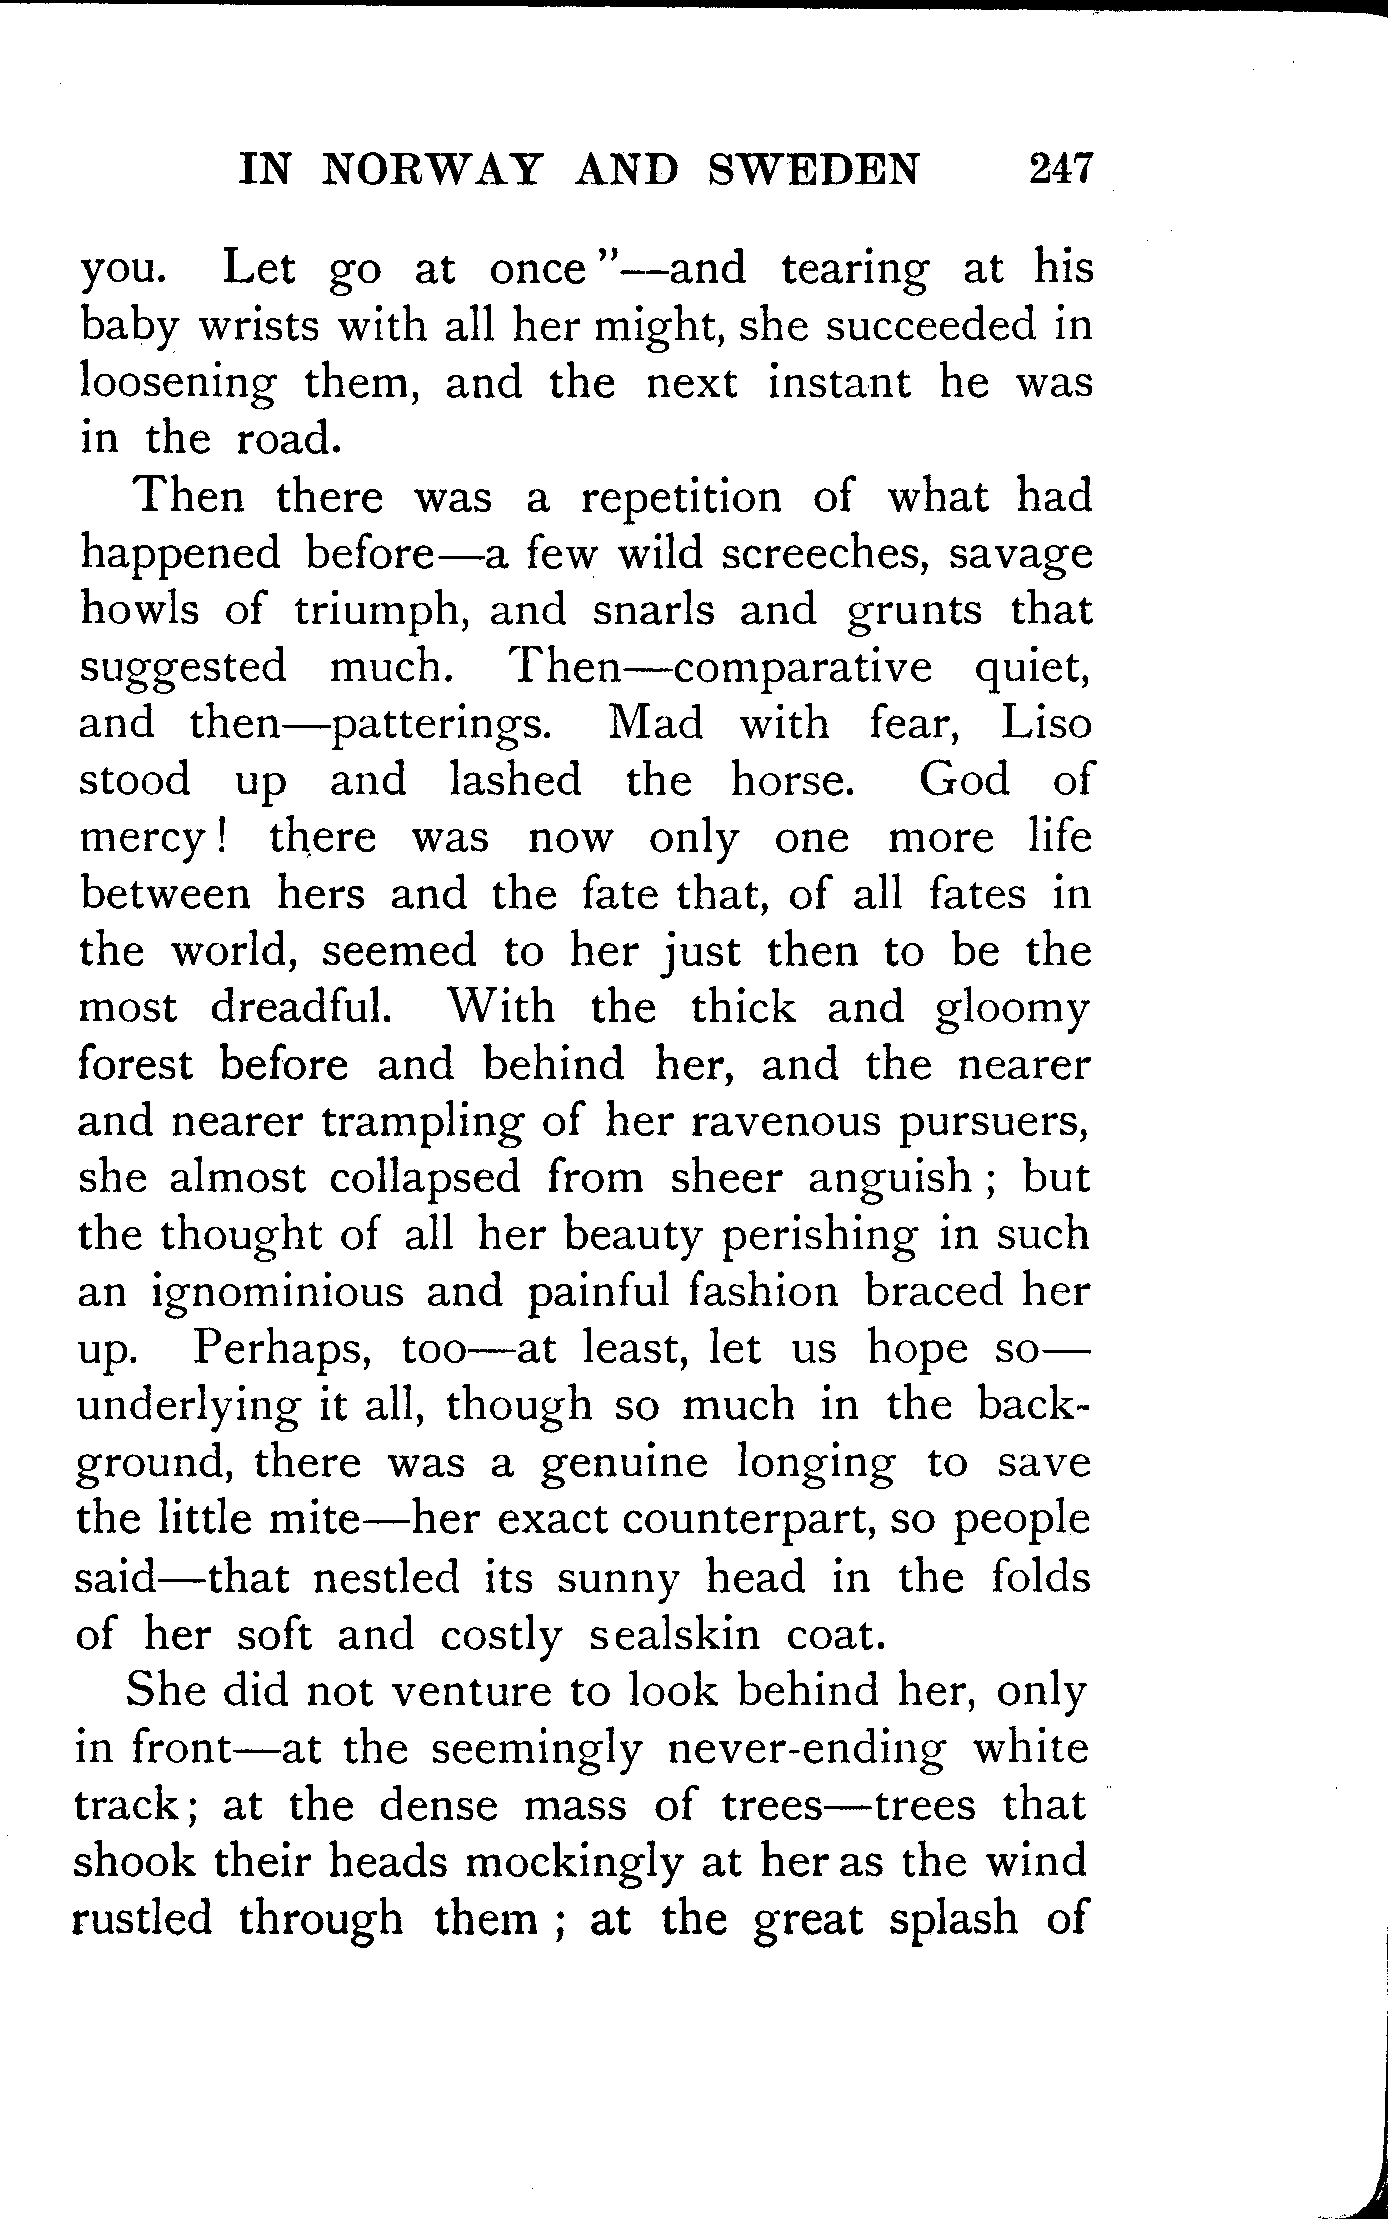 IN NORWAY AND SWEDEN 247
you. Let go at once"—and tearing at his
baby wrists with all her might, she succeeded in
loosening them, and the next instant he was
in the road.
Then there was a repetition of what had
happened before—a few wild screeches, savage
howls of triumph, and snarls and grunts that
suggested much. Then—comparative quiet,
and then—patterings. Mad with fear, Liso
stood up and lashed the horse. God of
mercy! there was now only one more life
between hers and the fate that, of all fates in
the world, seemed to her just then to be the
most dreadful. With the thick and gloomy
forest before and behind her, and the nearer
and nearer trampling of her ravenous pursuers,
she almost collapsed from sheer anguish; but
the thought of all her beauty perishing in such
an ignominious and painful fashion braced her
up. Perhaps, too—at least, let us hope so—
underlying it all, though so much in the back-
ground, there was a genuine longing to save
the little mite—her exact counterpart, so people
said—that nestled its sunny head in the folds
of her soft and costly sealskin coat.
She did not venture to look behind her, only
in front—at the seemingly never-ending white
track; at the dense mass of trees—trees that
shook their heads mockingly at her as the wind
rustled through them; at the great splash of